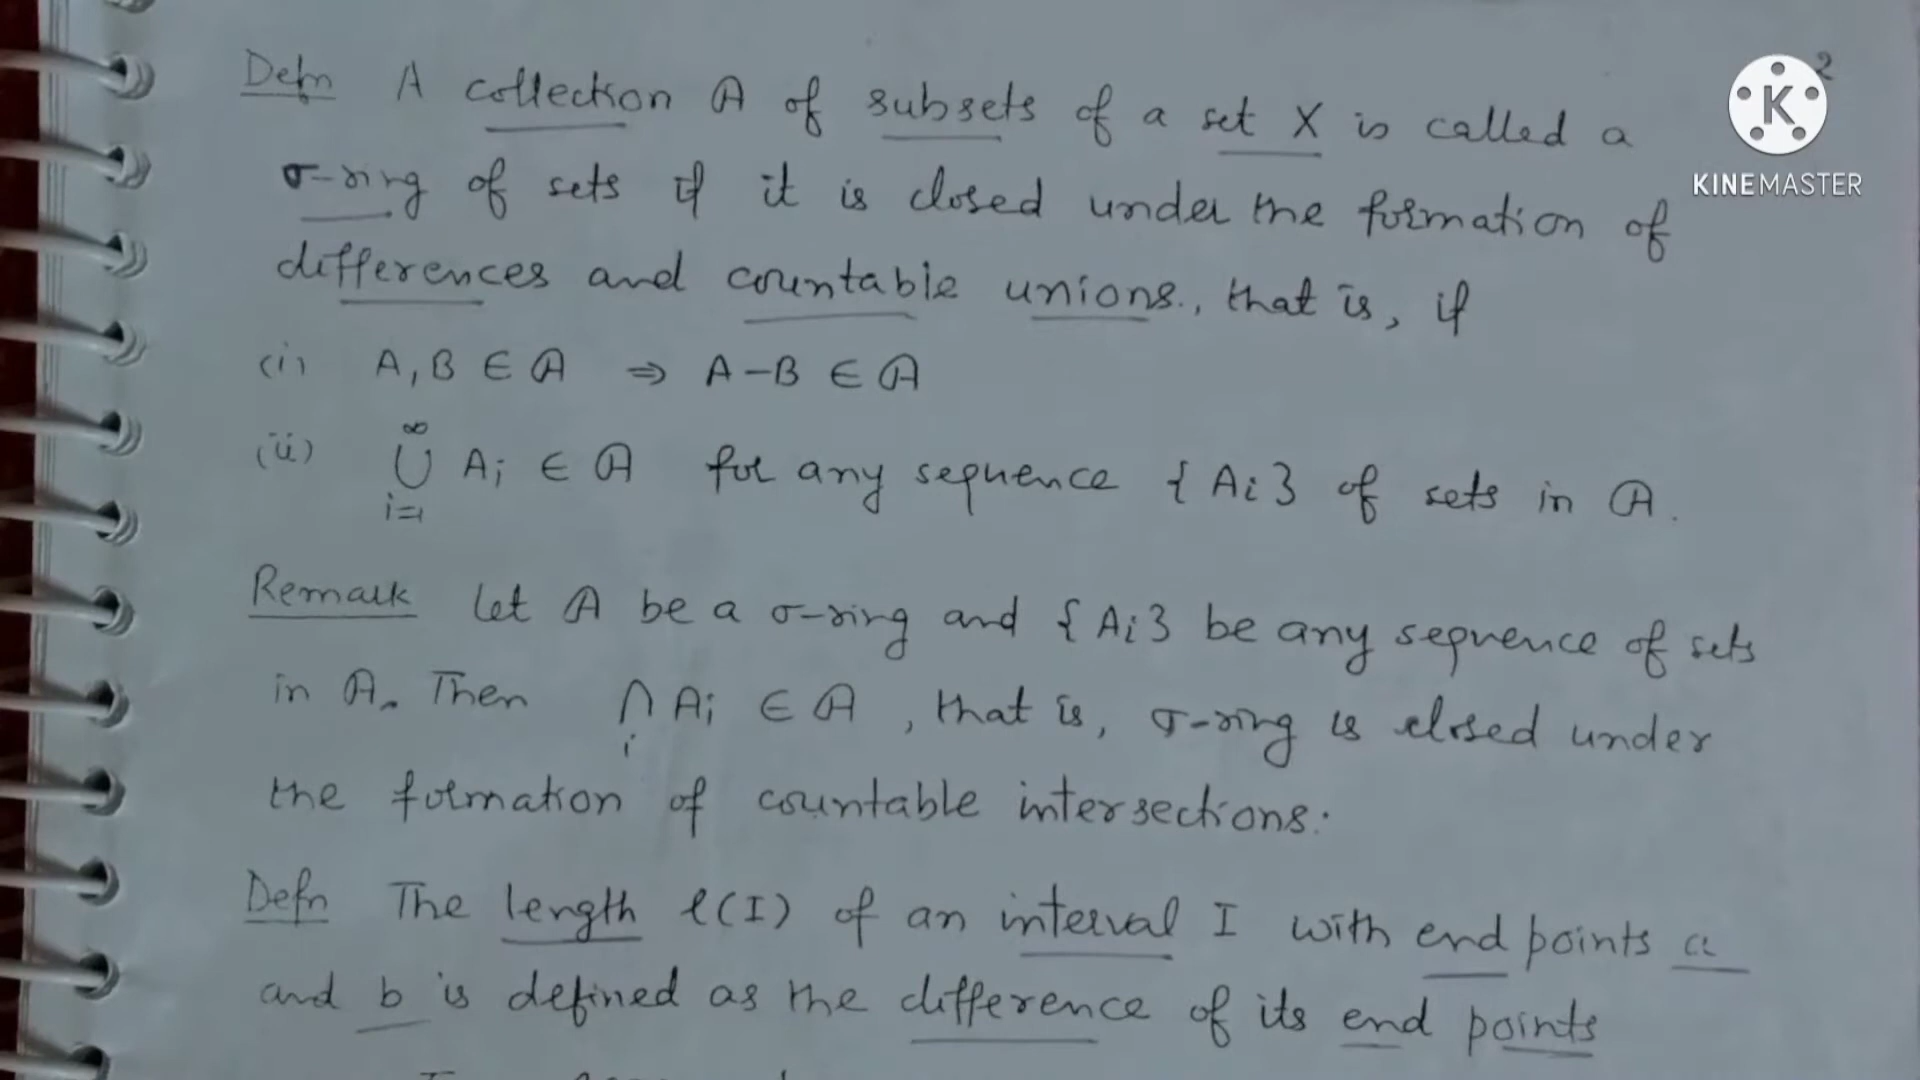 2
Defn A collection 𝒜 of subsets of a set X is called a
σ-ring of sets if it is closed under the formation of
differences and countable unions., that is, if
(i) A, B ∈ 𝒜 ⇒ A-B ∈ 𝒜
(ii) ∞ ⋃ i=1 Ai ∈ 𝒜 for any sequence {Ai} of sets in 𝒜.
Remark Let 𝒜 be a σ-ring and {Ai} be any sequence of sets
in 𝒜. Then ⋂ i Ai ∈ 𝒜, that is, σ-ring is closed under
the formation of countable intersections.
Defn The length l(I) of an interval I with end points a
and b is defined as the difference of its end points
K
KINEMASTER